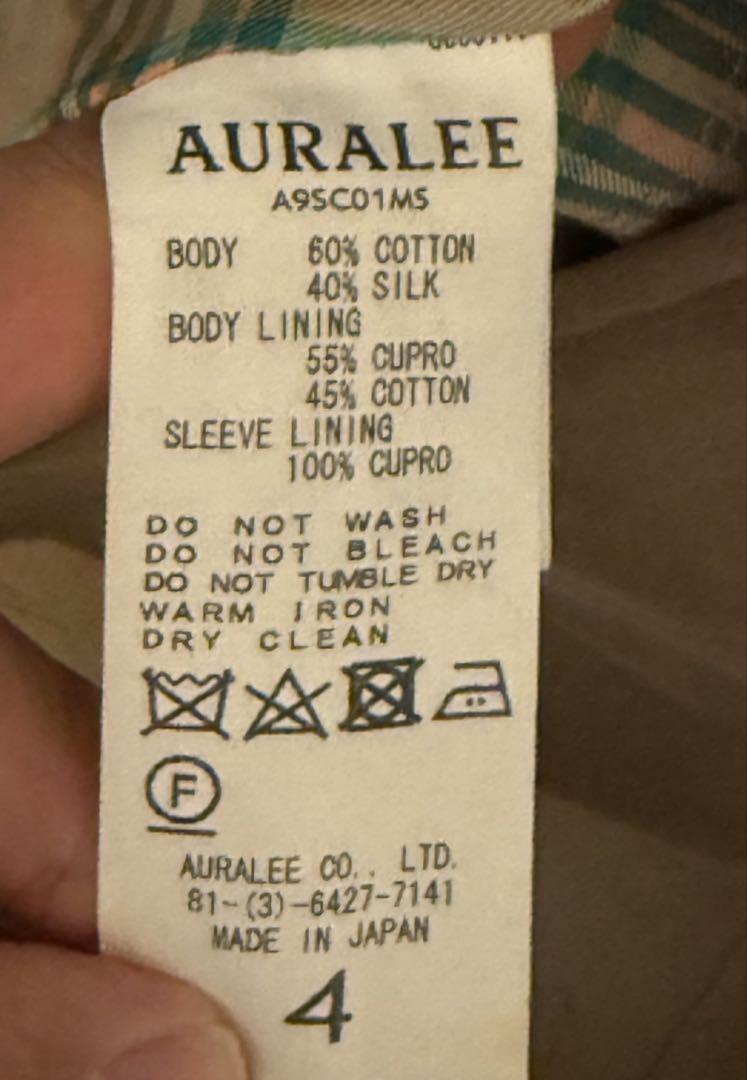 AURALEE
A9SC01MS
BODY 60% COTTON
40% SILK
BODY LINING
55% CUPRO
45% COTTON
SLEEVE LINING
100% CUPRO
DO NOT WASH
DO NOT BLEACH
DO NOT TUMBLE DRY
WARM IRON
DRY CLEAN
F
AURALEE CO., LTD.
81-(3)-6427-7141
MADE IN JAPAN
4